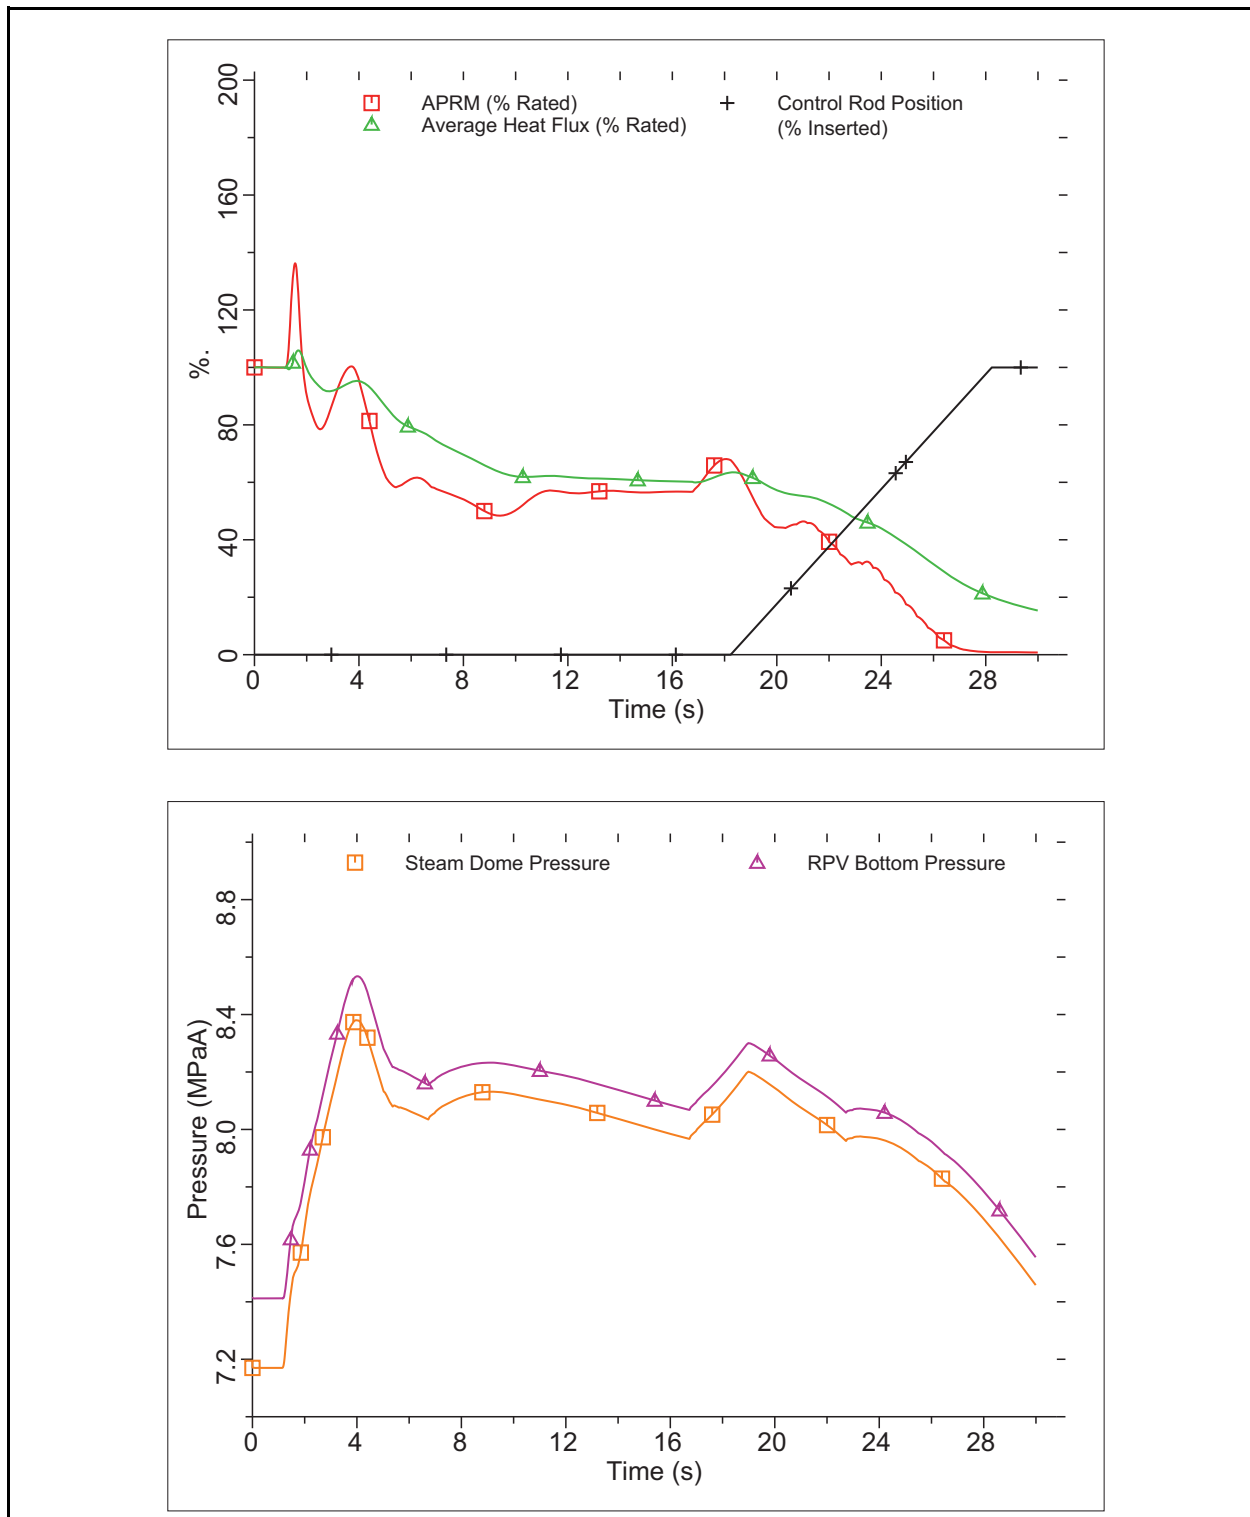 200
160
120
80
40
0
%.
APRM (% Rated)
Average Heat Flux (% Rated)
Control Rod Position
(% Inserted)
0 4 8 12 16 20 24 28
Time (s)
8.8
8.4
8.0
7.6
7.2
Pressure (MPaA)
Steam Dome Pressure
RPV Bottom Pressure
0 4 8 12 16 20 24 28
Time (s)